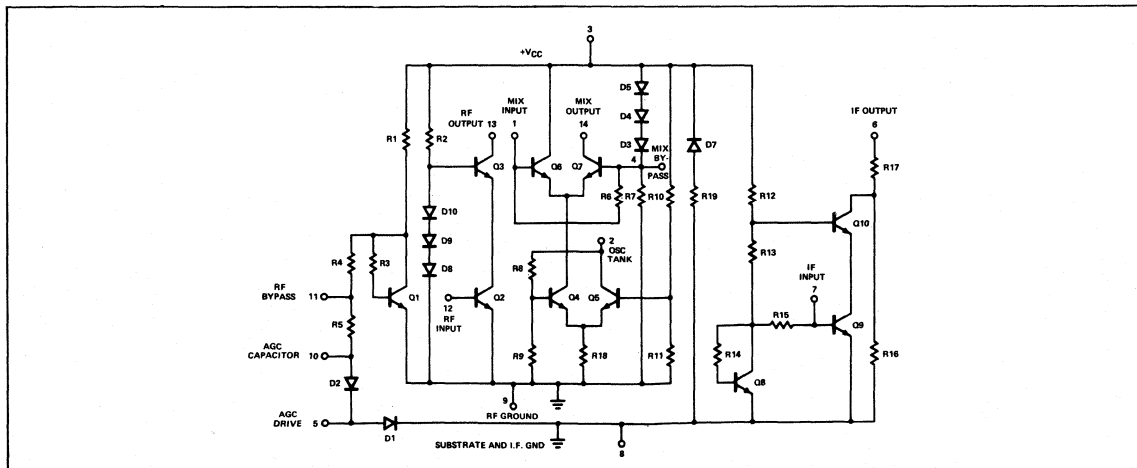 3
+VCC
IF OUTPUT
6
RF OUTPUT
13
MIX INPUT
1
MIX OUTPUT
14
D5
D4
D3
4
MIX BY-PASS
R1
R2
Q3
Q6
Q7
D7
R17
R6
R7
R10
R19
R12
Q10
D10
D9
D8
2
OSC TANK
R13
R4
R3
R8
IF INPUT
7
RF BYPASS
11
Q1
12
RF INPUT
Q2
Q4
Q5
R15
Q9
R5
R14
R16
AGC CAPACITOR
10
R9
R18
R11
Q8
D2
9
RF GROUND
AGC DRIVE
5
D1
SUBSTRATE AND I.F. GND
8